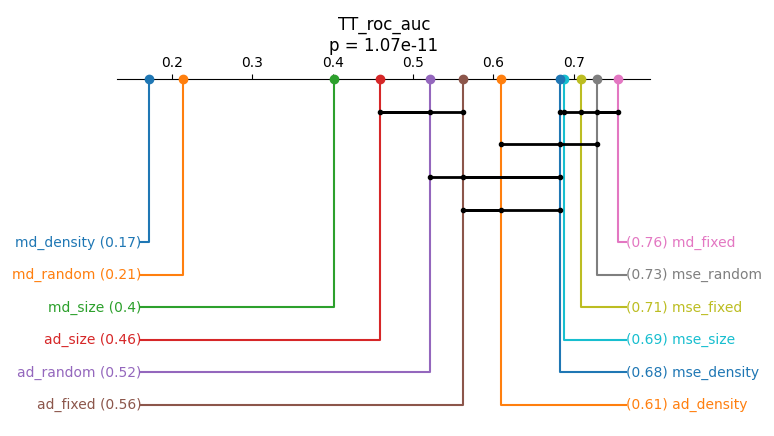 TT_roc_auc
p = 1.07e-11
0.2 0.3 0.4 0.5 0.6 0.7
md_density (0.17) (0.76) md_fixed
md_random (0.21) (0.73) mse_random
md_size (0.4) (0.71) mse_fixed
ad_size (0.46) (0.69) mse_size
ad_random (0.52) (0.68) mse_density
ad_fixed (0.56) (0.61) ad_density